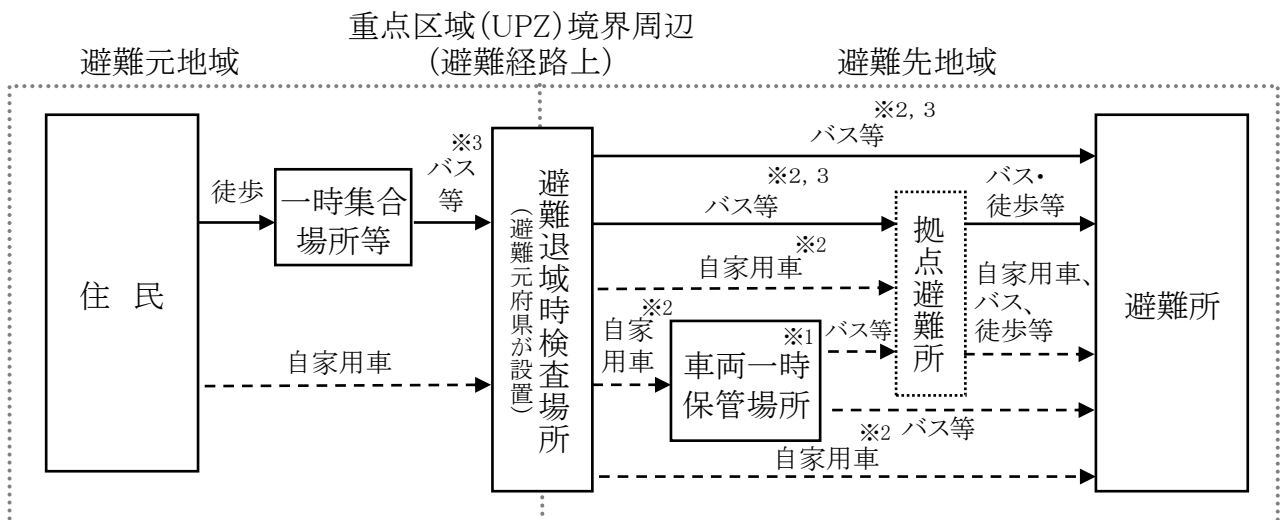 重点区域(UPZ)境界周辺
(避難経路上)
避難元地域
避難先地域
住 民
徒歩
一時集合
場所等
※3
バス
等
自家用車
避難退域時検査場所
(避難元府県が設置)
※2, 3
バス等
※2, 3
バス等
※2
自家用車
※2
自家
用車
※1
車両一時
保管場所
バス等
バス等
※2
自家用車
拠点避難所
バス・
徒歩等
自家用車、
バス、
徒歩等
避難所